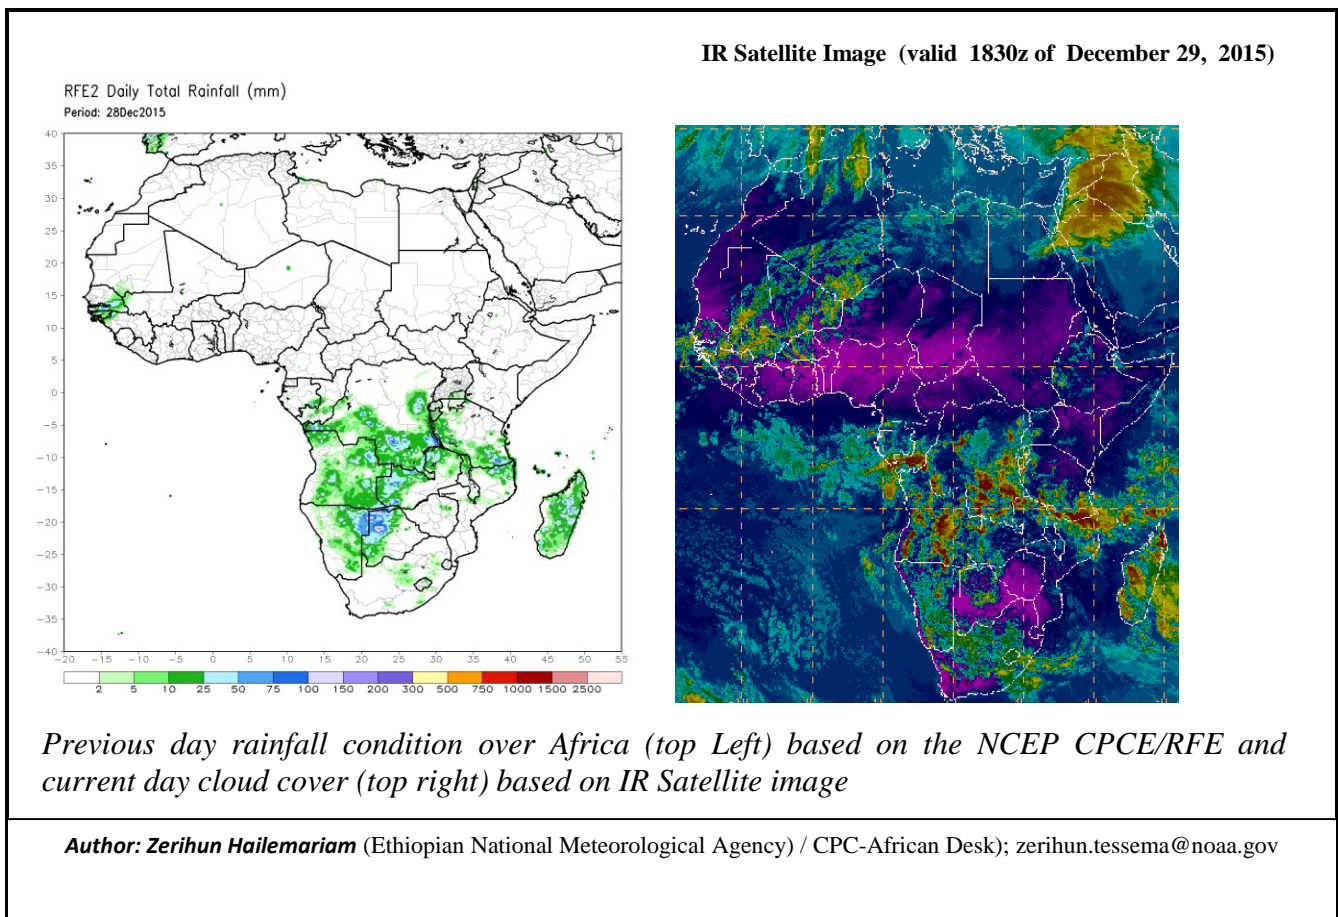 IR Satellite Image (valid 1830z of December 29, 2015)
RFE2 Daily Total Rainfall (mm)
Period: 28Dec2015
40
35
30
25
20
15
10
5
0
−5
−10
−15
−20
−25
−30
−35
−40
−20 −15 −10 −5 0 5 10 15 20 25 30 35 40 45 50 55
2 5 10 25 50 75 100 150 200 300 500 750 1000 1500 2500
Previous day rainfall condition over Africa (top Left) based on the NCEP CPCE/RFE and
current day cloud cover (top right) based on IR Satellite image
Author: Zerihun Hailemariam (Ethiopian National Meteorological Agency) / CPC-African Desk); zerihun.tessema@noaa.gov